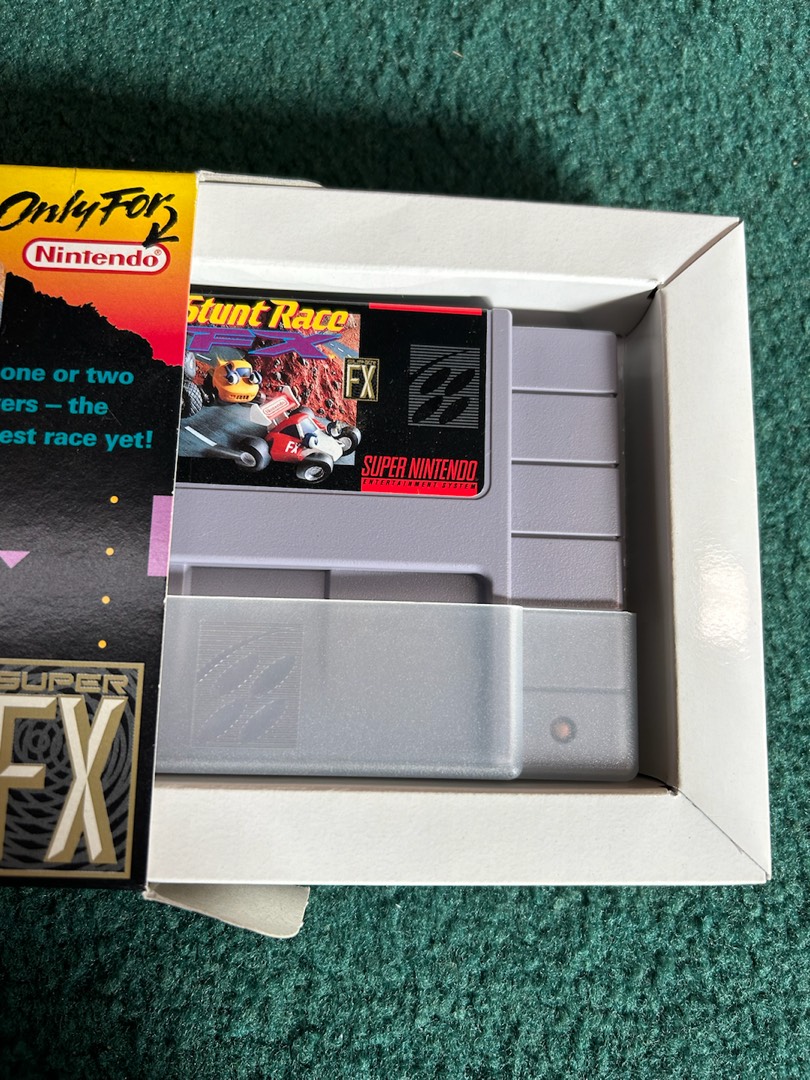 Only For
Nintendo®
one or two
ers – the
est race yet!
SUPER
FX
Stunt Race
FX
FX
FX
SUPER NINTENDO
ENTERTAINMENT SYSTEM